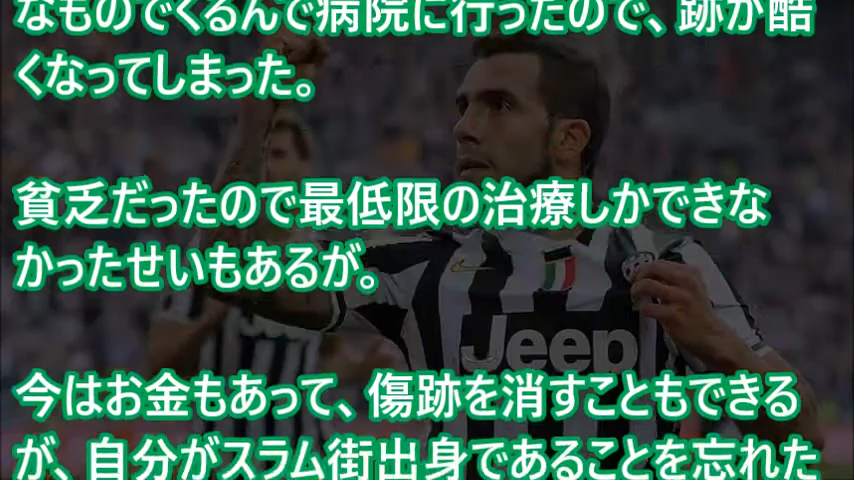 なものでくるんで病院に行ったので、跡が酷
くなってしまった。
貧乏だったので最低限の治療しかできな
かったせいもあるが。
今はお金もあって、傷跡を消すこともできる
が、自分がスラム街出身であることを忘れた
Jeep